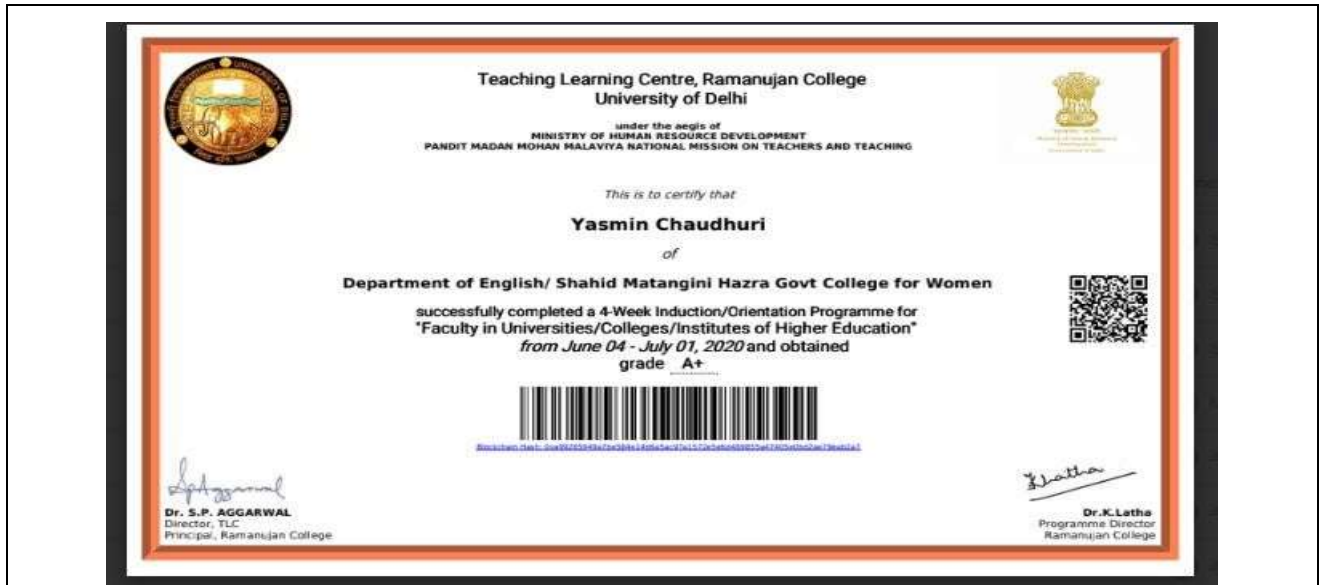 Teaching Learning Centre, Ramanujan College
University of Delhi
under the aegis of
MINISTRY OF HUMAN RESOURCE DEVELOPMENT
PANDIT MADAN MOHAN MALAVIYA NATIONAL MISSION ON TEACHERS AND TEACHING
This is to certify that
Yasmin Chaudhuri
of
Department of English/ Shahid Matangini Hazra Govt College for Women
successfully completed a 4-Week Induction/Orientation Programme for
"Faculty in Universities/Colleges/Institutes of Higher Education"
from June 04 - July 01, 2020 and obtained
grade A+
Blockchain Hash:
SpAggarwal
Dr. S.P. AGGARWAL
Director, TLC
Principal, Ramanujan College
KLatha
Dr.K.Latha
Programme Director
Ramanujan College